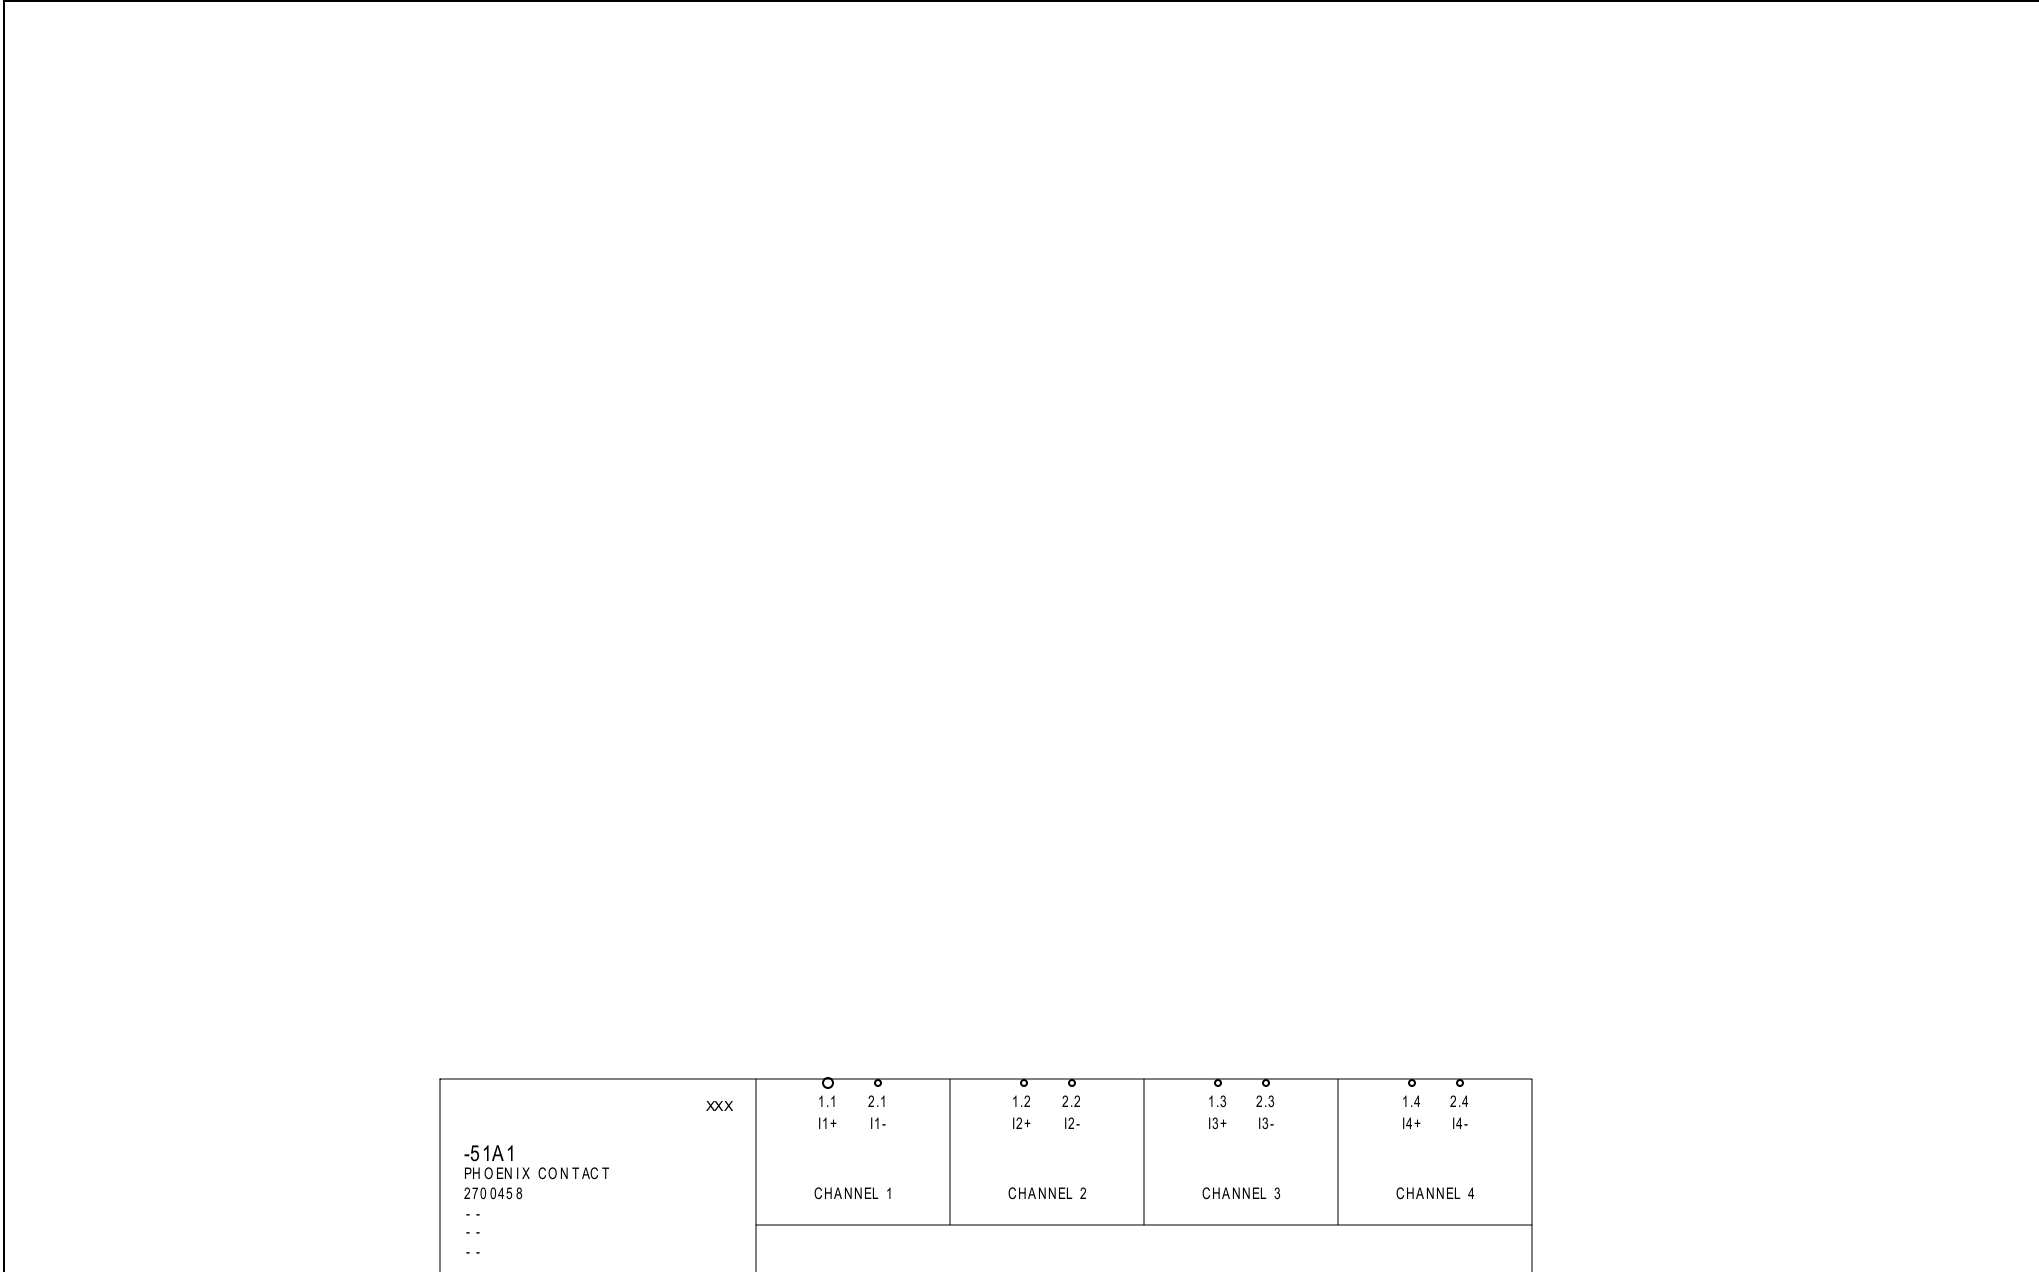 XXX
1.1 2.1 1.2 2.2 1.3 2.3 1.4 2.4
I1+ I1- I2+ I2- I3+ I3- I4+ I4-
-51A1
PHOENIX CONTACT
2700458
CHANNEL 1 CHANNEL 2 CHANNEL 3 CHANNEL 4
--
--
--